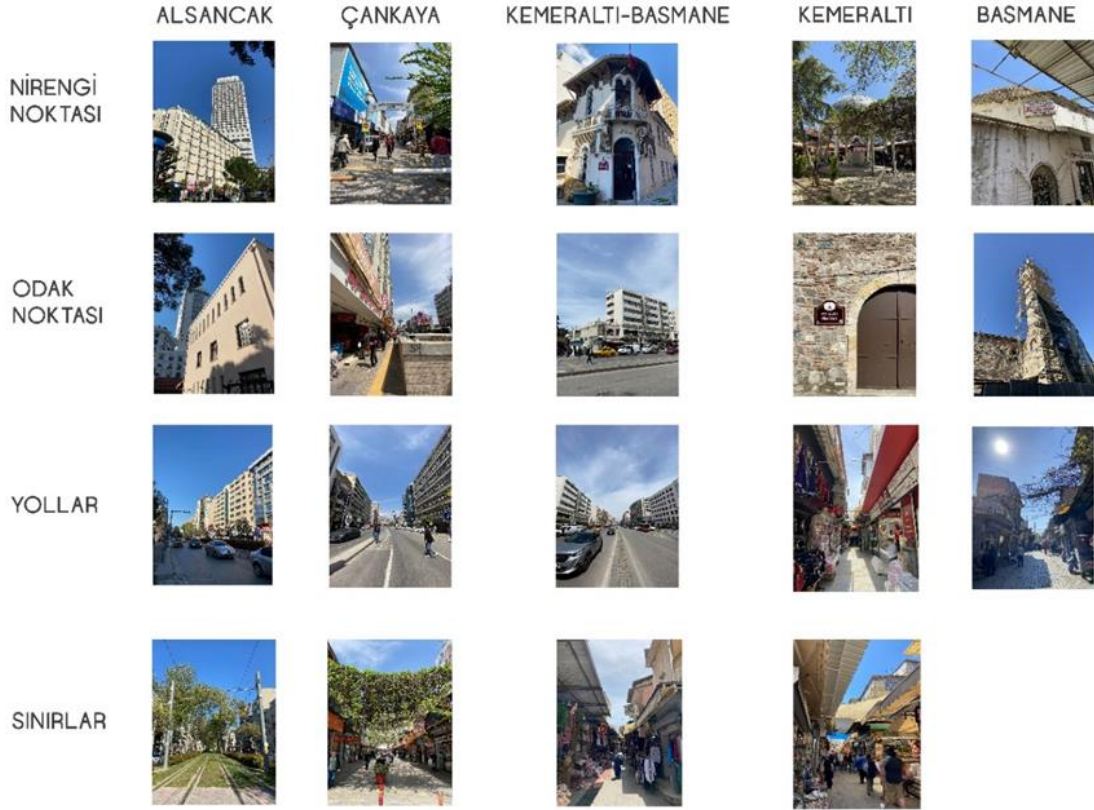 ALSANCAK ÇANKAYA KEMERALTI-BASMANE KEMERALTI BASMANE
NİRENGİ
NOKTASI
ODAK
NOKTASI
YOLLAR
SINIRLAR